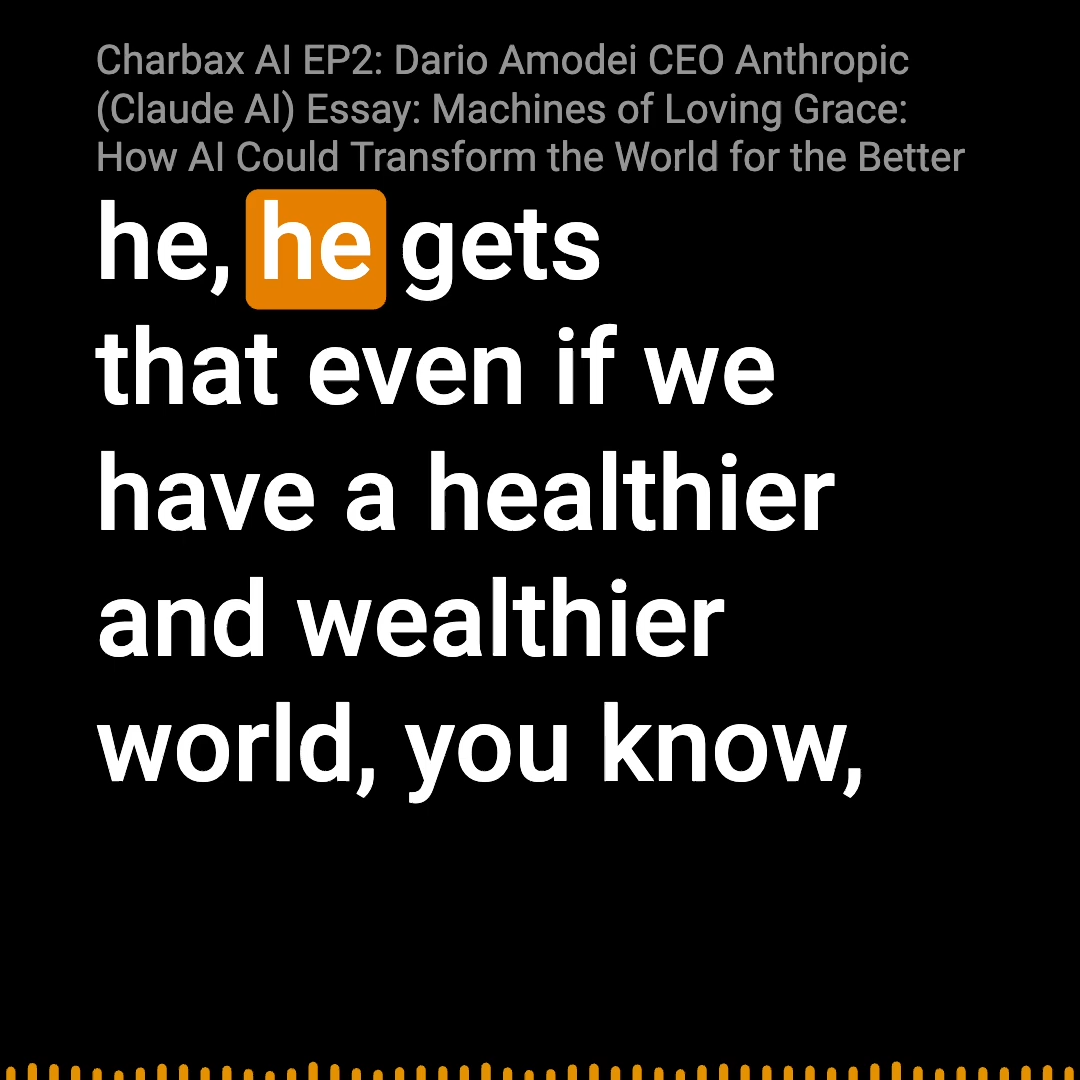 Charbax AI EP2: Dario Amodei CEO Anthropic
(Claude AI) Essay: Machines of Loving Grace:
How AI Could Transform the World for the Better
he, he gets
that even if we
have a healthier
and wealthier
world, you know,